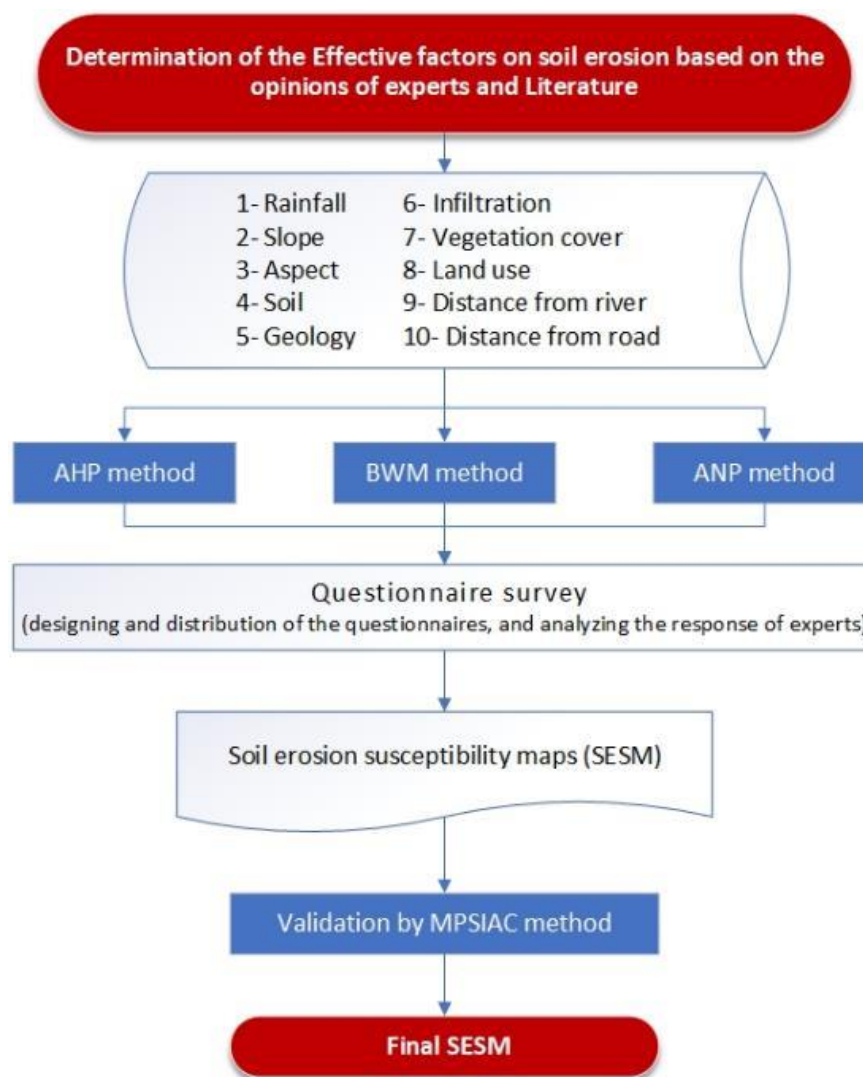 Determination of the Effective factors on soil erosion based on the
opinions of experts and Literature
1- Rainfall
2- Slope
3- Aspect
4- Soil
5- Geology
6- Infiltration
7- Vegetation cover
8- Land use
9- Distance from river
10- Distance from road
AHP method
BWM method
ANP method
Questionnaire survey
(designing and distribution of the questionnaires, and analyzing the response of experts)
Soil erosion susceptibility maps (SESM)
Validation by MPSIAC method
Final SESM